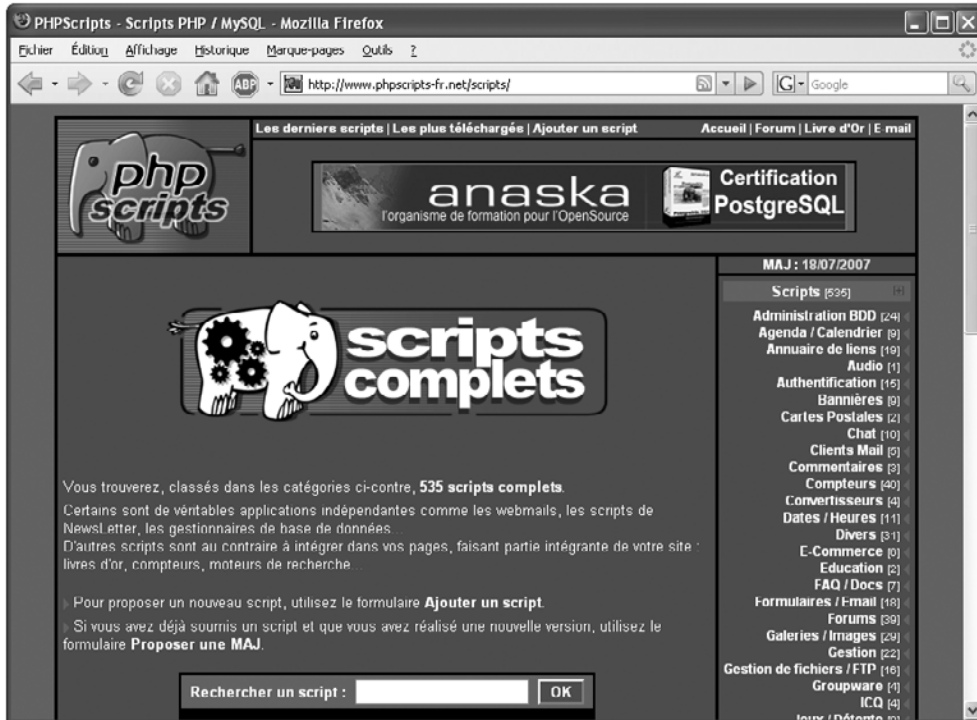 PHPScripts - Scripts PHP / MySQL - Mozilla Firefox
Fichier Édition Affichage Historique Marque-pages Outils ?
ABP http://www.phpscripts-fr.net/scripts/ G Google
Les derniere scripts | Les plus téléchargés | Ajouter un script Accueil | Forum | Livre d'Or | E-mail
php
scripts
anaska
l'organisme de formation pour l'OpenSource
Certification
PostgreSQL
MAJ : 18/07/2007
scripts
complets
Vous trouverez, classés dans les catégories ci-contre, 535 scripts complets.
Certains sont de véritables applications indépendantes comme les webmails, les scripts de
NewsLetter, les gestionnaires de base de données...
D'autres scripts sont au contraire à intégrer dans vos pages, faisant partie intégrante de votre site :
livres d'or, compteurs, moteurs de recherche...
Pour proposer un nouveau script, utilisez le formulaire Ajouter un script.
Si vous avez déjà soumis un script et que vous avez réalisé une nouvelle version, utilisez le
formulaire Proposer une MAJ.
Rechercher un script : OK
Scripts [535]
Administration BDD [24]
Agenda / Calendrier [9]
Annuaire de liens [19]
Audio [1]
Authentification [15]
Bannières [9]
Cartes Postales [2]
Chat [10]
Clients Mail [5]
Commentaires [3]
Compteurs [40]
Convertisseurs [4]
Dates / Heures [11]
Divers [31]
E-Commerce [0]
Education [2]
FAQ / Docs [7]
Formulaires / Email [18]
Forums [39]
Galeries / Images [29]
Gestion [22]
Gestion de fichiers / FTP [16]
Groupware [4]
ICQ [4]
Jeux / Détente